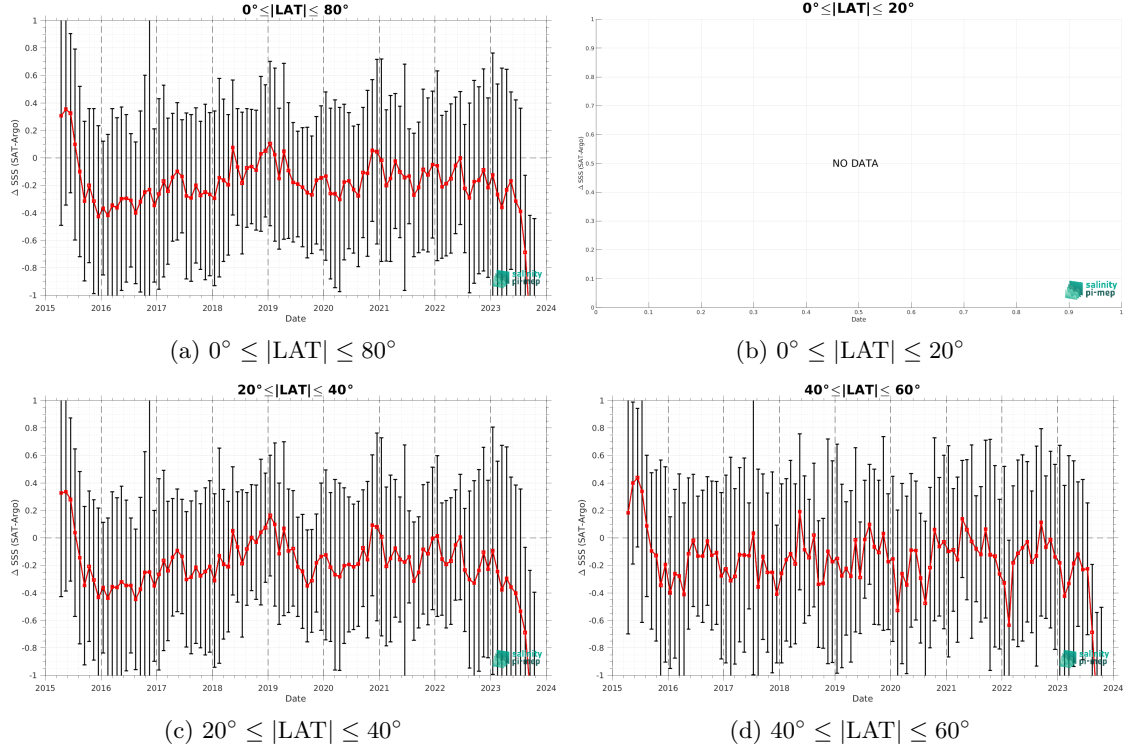 0°≤|LAT|≤ 80°
1
0.8
0.6
0.4
0.2
0
-0.2
-0.4
-0.6
-0.8
-1
Δ SSS (SAT-Argo)
2015 2016 2017 2018 2019 2020 2021 2022 2023 2024
Date
salinity
pi-mep
(a) 0° ≤ |LAT| ≤ 80°
0°≤|LAT|≤ 20°
1
0.9
0.8
0.7
0.6
0.5
0.4
0.3
0.2
0.1
0
Δ SSS (SAT-Argo)
NO DATA
0 0.1 0.2 0.3 0.4 0.5 0.6 0.7 0.8 0.9 1
Date
salinity
pi-mep
(b) 0° ≤ |LAT| ≤ 20°
20°≤|LAT|≤ 40°
1
0.8
0.6
0.4
0.2
0
-0.2
-0.4
-0.6
-0.8
-1
Δ SSS (SAT-Argo)
2015 2016 2017 2018 2019 2020 2021 2022 2023 2024
Date
salinity
pi-mep
(c) 20° ≤ |LAT| ≤ 40°
40°≤|LAT|≤ 60°
1
0.8
0.6
0.4
0.2
0
-0.2
-0.4
-0.6
-0.8
-1
Δ SSS (SAT-Argo)
2015 2016 2017 2018 2019 2020 2021 2022 2023 2024
Date
salinity
pi-mep
(d) 40° ≤ |LAT| ≤ 60°